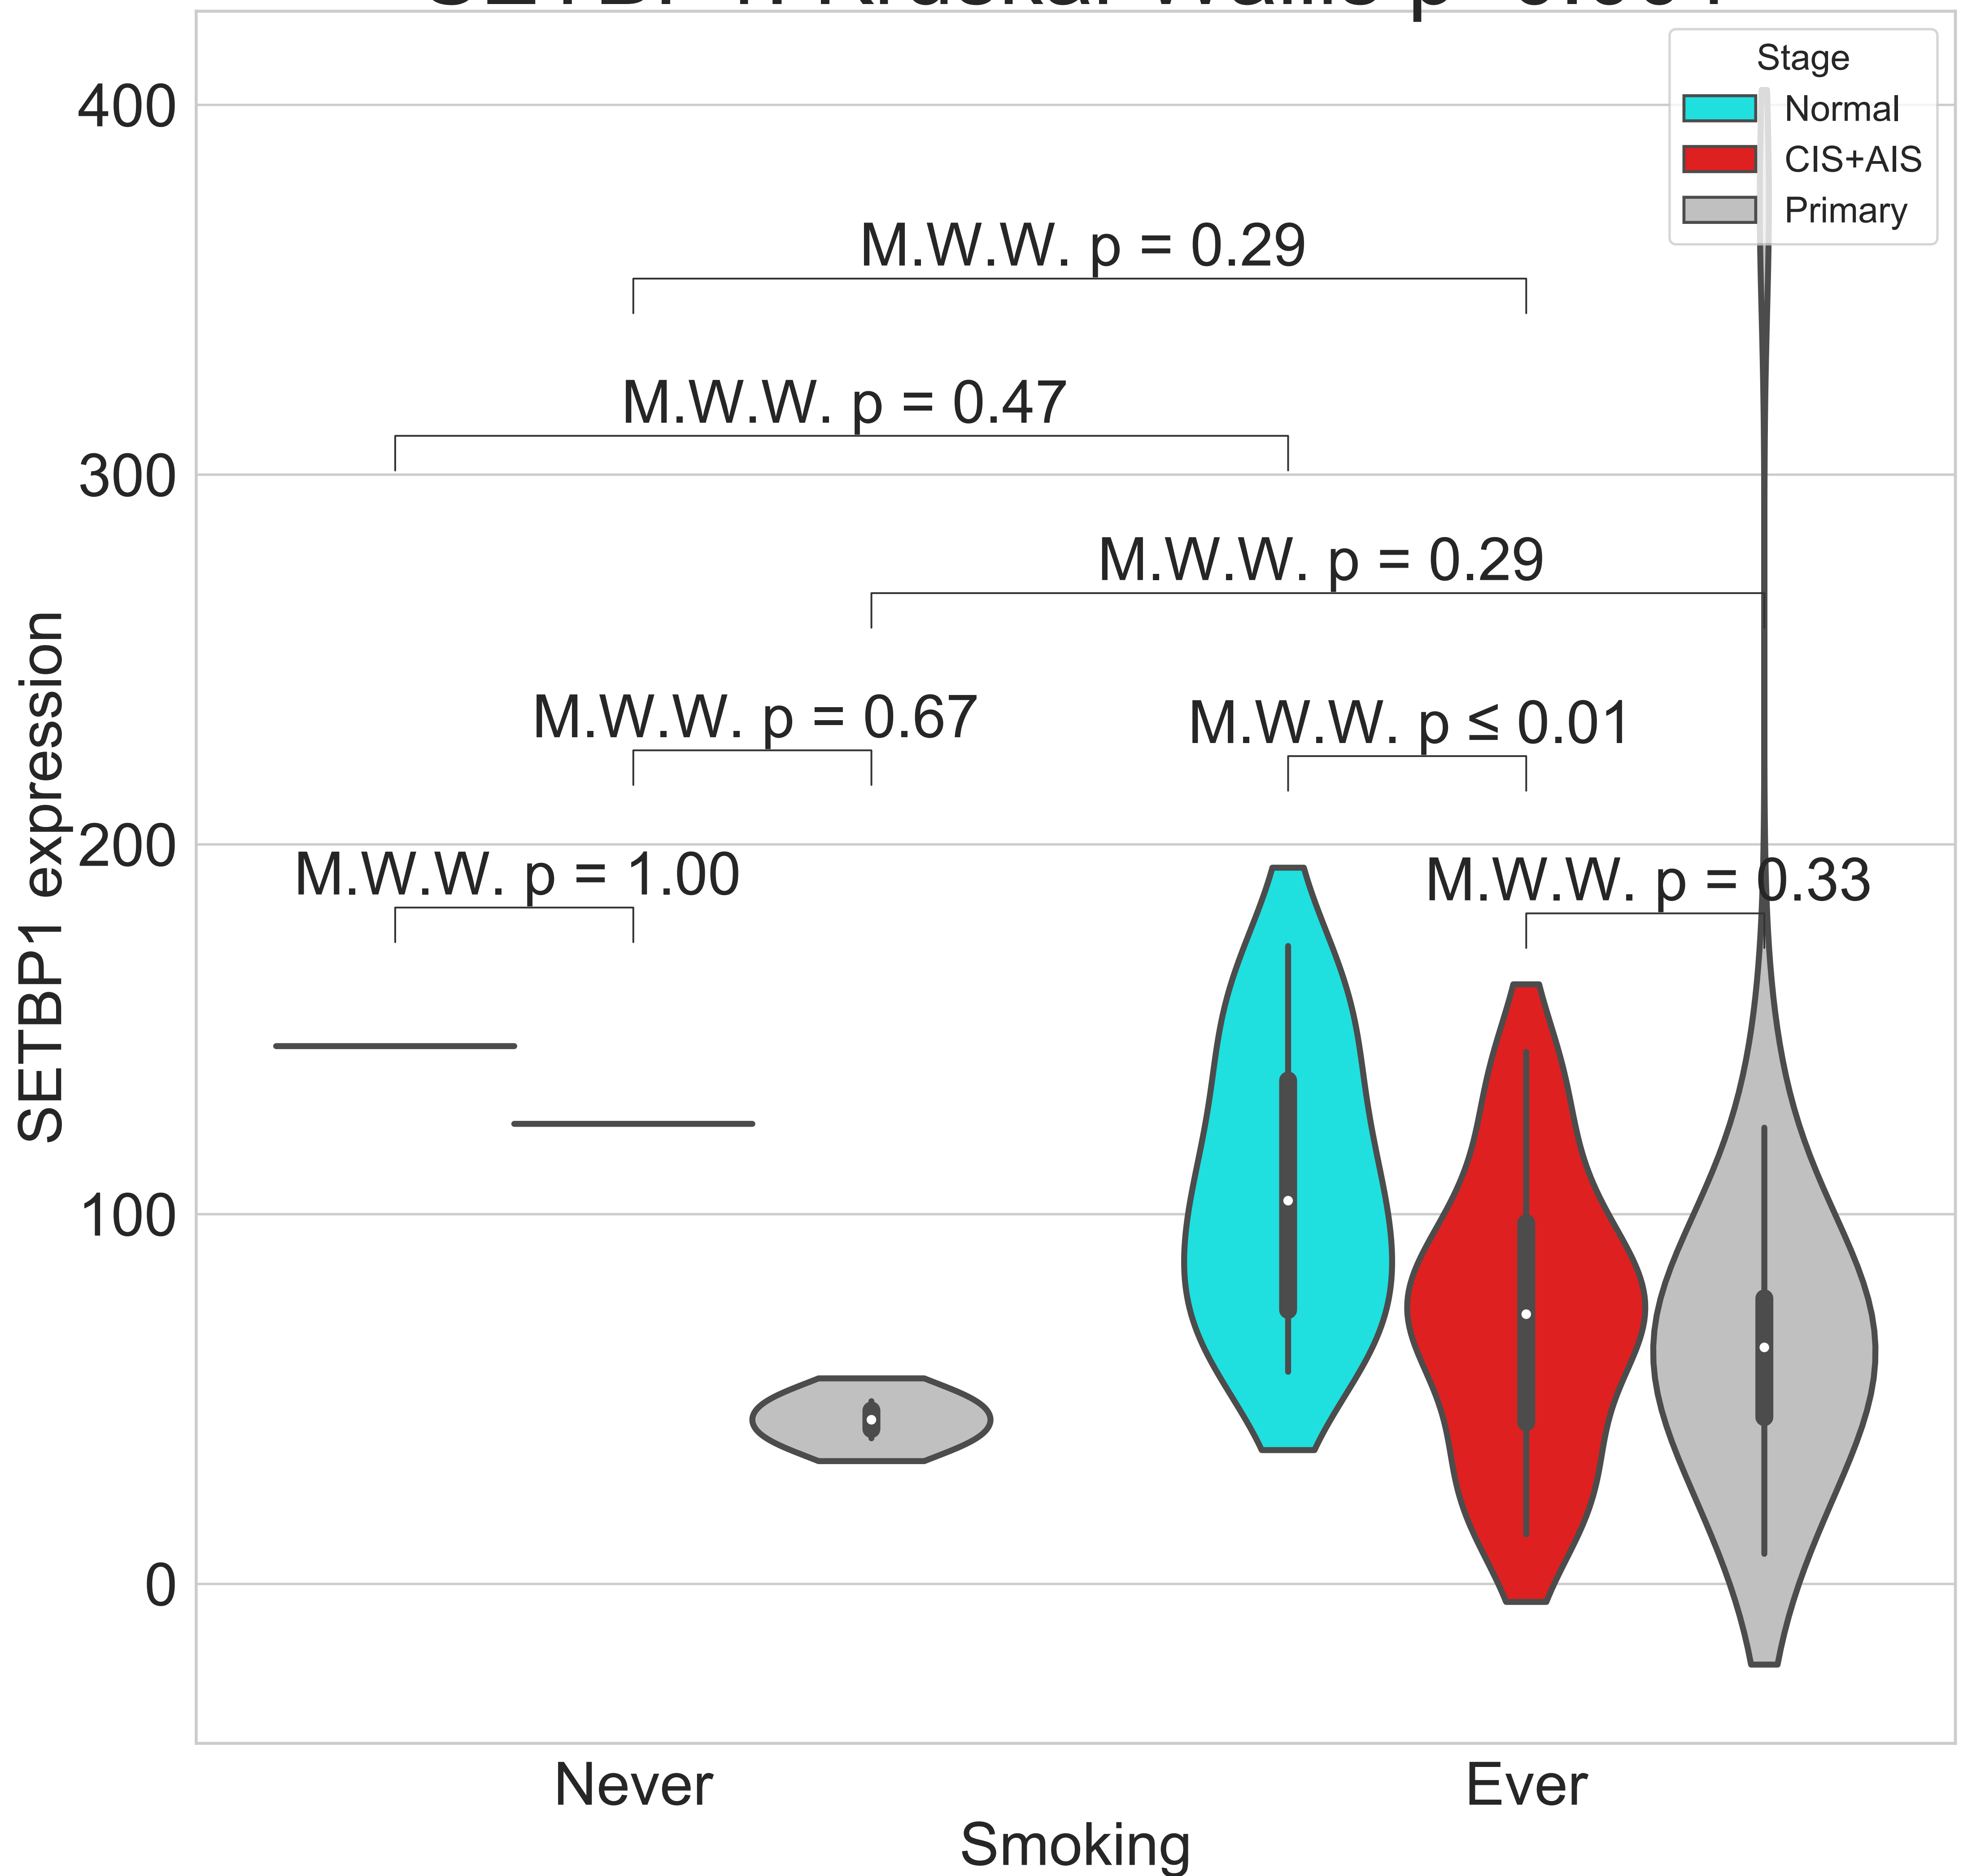 Stage
400
Normal
CIS+AIS
Primary
M.W.W. p = 0.29
M.W.W. p = 0.47
300
M.W.W. p = 0.29
M.W.W. p = 0.67
M.W.W. p ≤ 0.01
200
M.W.W. p = 1.00
M.W.W. p = 0.33
SETBP1 expression
100
0
Never
Ever
Smoking